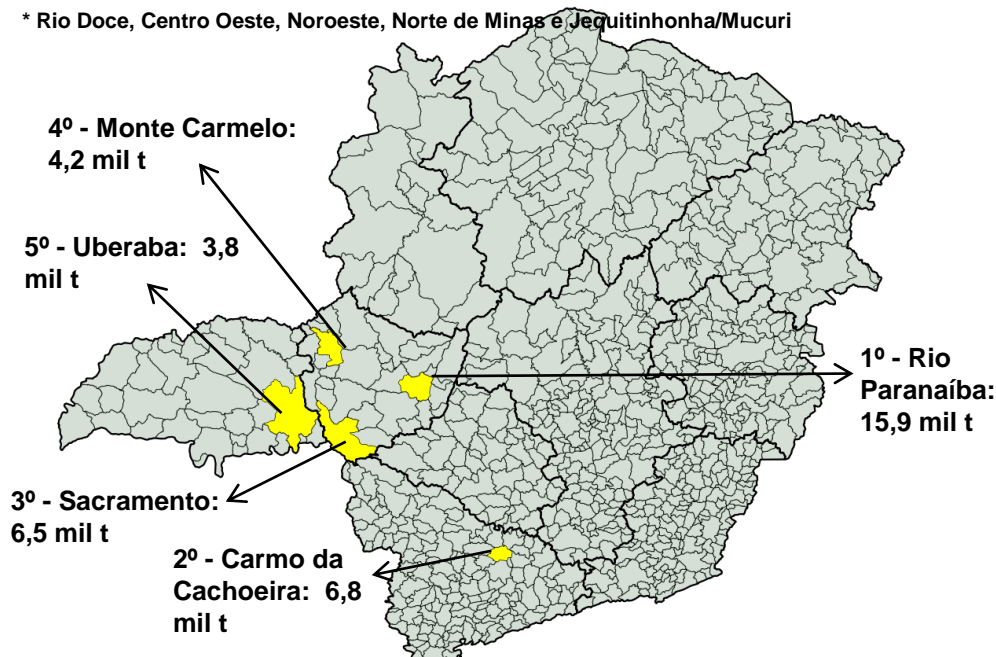 * Rio Doce, Centro Oeste, Noroeste, Norte de Minas e Jequitinhonha/Mucuri
4º - Monte Carmelo:
4,2 mil t
5º - Uberaba: 3,8
mil t
1º - Rio
Paranaíba:
15,9 mil t
3º - Sacramento:
6,5 mil t
2º - Carmo da
Cachoeira: 6,8
mil t